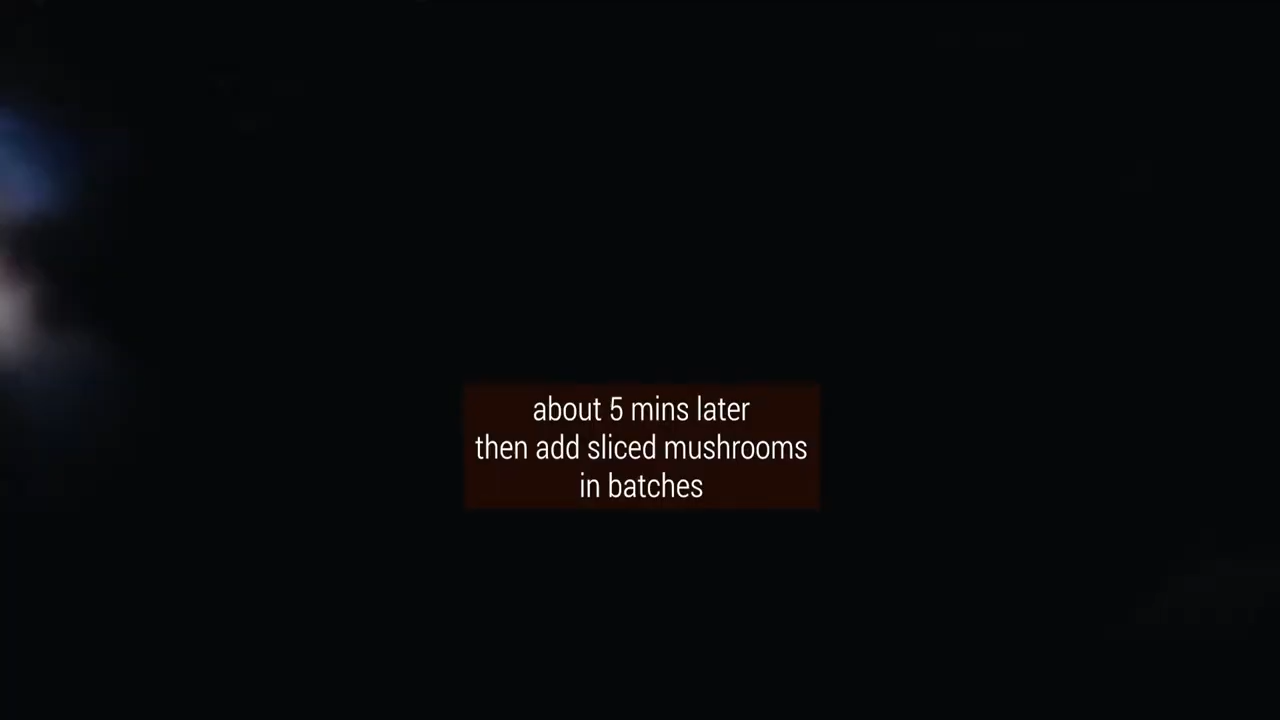 about 5 mins later
then add sliced mushrooms
in batches